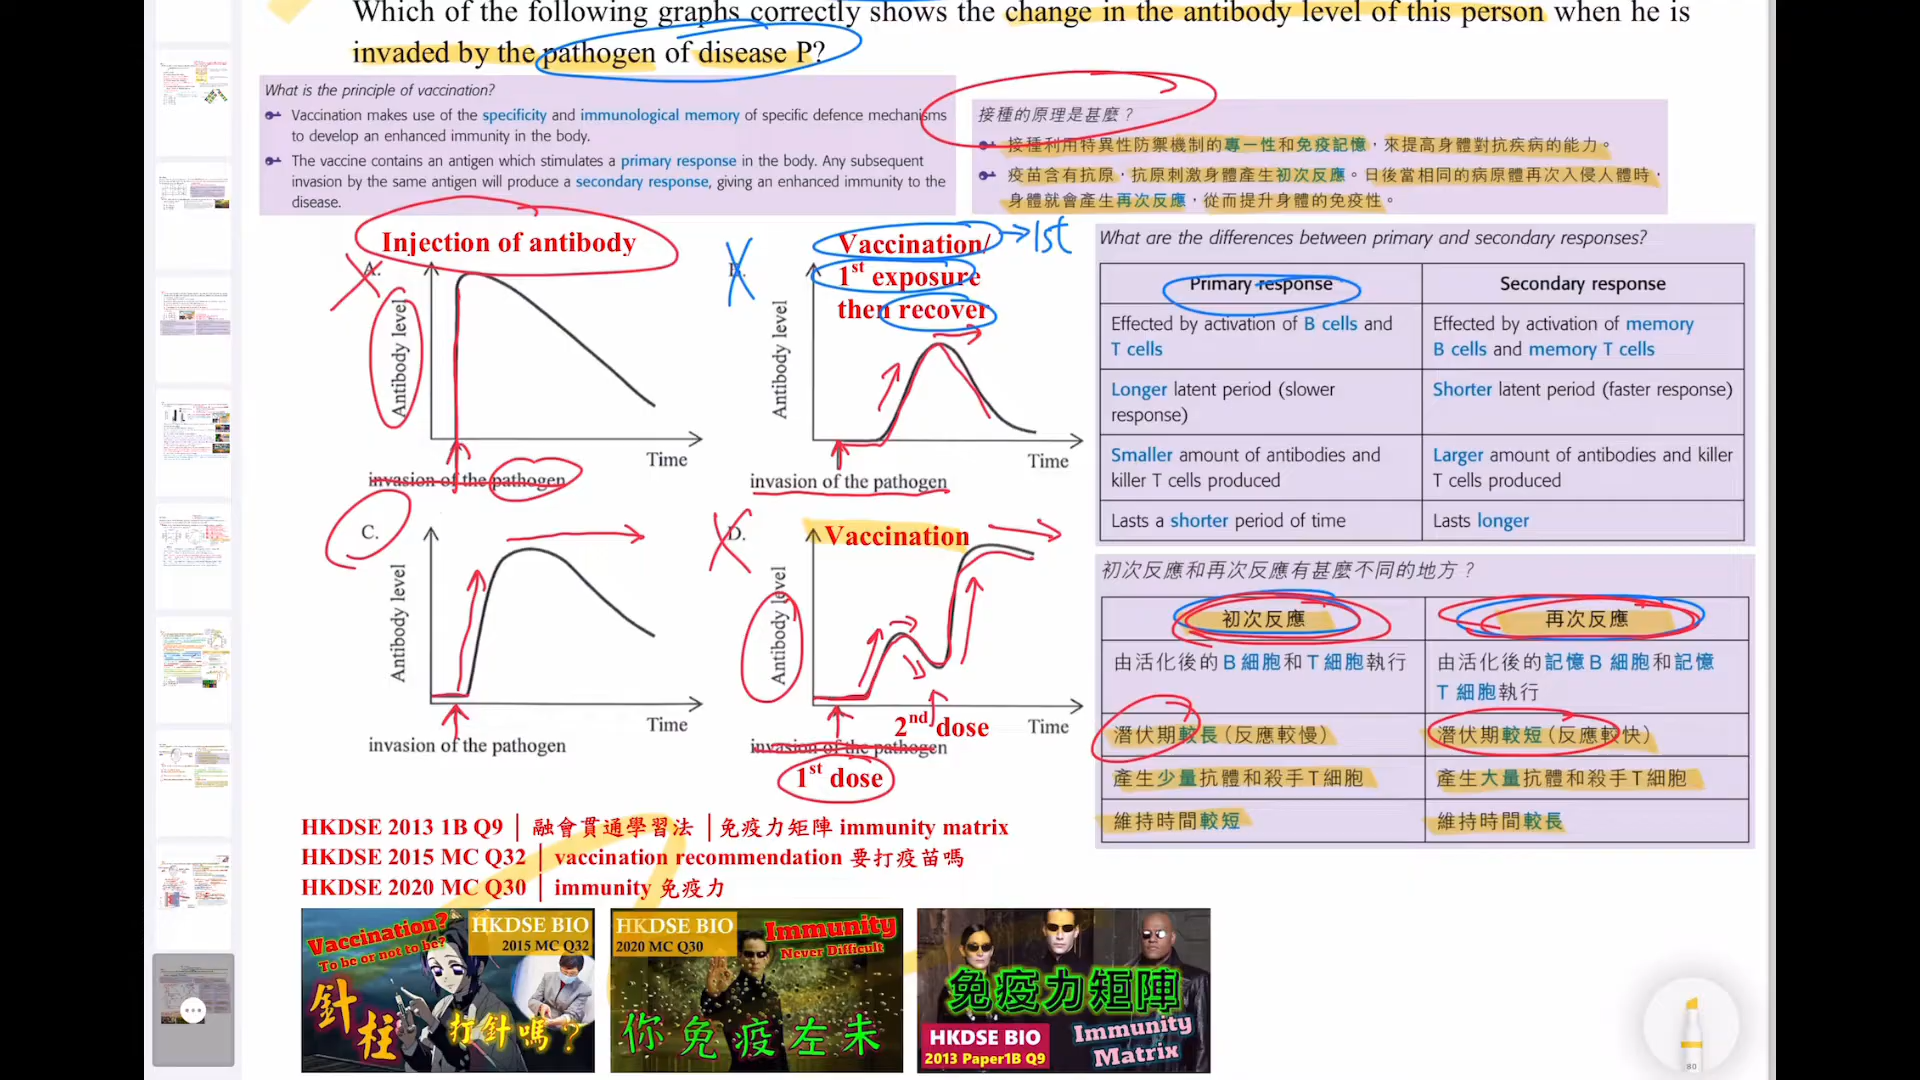 Which of the following graphs correctly shows the change in the antibody level of this person when he is
invaded by the pathogen of disease P?
What is the principle of vaccination?
Vaccination makes use of the specificity and immunological memory of specific defence mechanisms
to develop an enhanced immunity in the body.
The vaccine contains an antigen which stimulates a primary response in the body. Any subsequent
invasion by the same antigen will produce a secondary response, giving an enhanced immunity to the
disease.
接種的原理是甚麼？
接種利用特異性防禦機制的專一性和免疫記憶，來提高身體對抗疾病的能力。
疫苗含有抗原，抗原刺激身體產生初次反應。日後當相同的病原體再次入侵人體時，
身體就會產生再次反應，從而提升身體的免疫性。
Injection of antibody
A.
Antibody level
Time
invasion of the pathogen
Vaccination/ → 1st
B.
1st exposure
then recover
Antibody level
Time
invasion of the pathogen
C.
Antibody level
Time
invasion of the pathogen
D.
Vaccination
Antibody level
2nd dose
Time
invasion of the pathogen
1st dose
What are the differences between primary and secondary responses?
Primary response
Secondary response
Effected by activation of B cells and
T cells
Effected by activation of memory
B cells and memory T cells
Longer latent period (slower
response)
Shorter latent period (faster response)
Smaller amount of antibodies and
killer T cells produced
Larger amount of antibodies and killer
T cells produced
Lasts a shorter period of time
Lasts longer
初次反應和再次反應有甚麼不同的地方？
初次反應
再次反應
由活化後的B細胞和T細胞執行
由活化後的記憶B細胞和記憶
T細胞執行
潛伏期較長（反應較慢）
潛伏期較短（反應較快）
產生少量抗體和殺手T細胞
產生大量抗體和殺手T細胞
維持時間較短
維持時間較長
HKDSE 2013 1B Q9 | 融會貫通學習法 | 免疫力矩陣 immunity matrix
HKDSE 2015 MC Q32 | vaccination recommendation 要打疫苗嗎
HKDSE 2020 MC Q30 | immunity 免疫力
Vaccination?
To be or not to be?
HKDSE BIO
2015 MC Q32
針柱
打針嗎？
HKDSE BIO
2020 MC Q30
Immunity
Never Difficult
你免疫左未
免疫力矩陣
HKDSE BIO
2013 Paper1B Q9
Immunity
Matrix
80